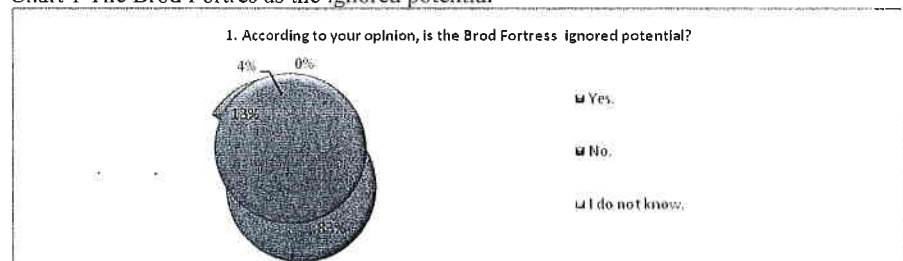 Chart 1 The Brod Fortres as the ignored potential
1. According to your opinion, is the Brod Fortress ignored potential?
4%
0%
13%
83%
Yes.
No.
I do not know.